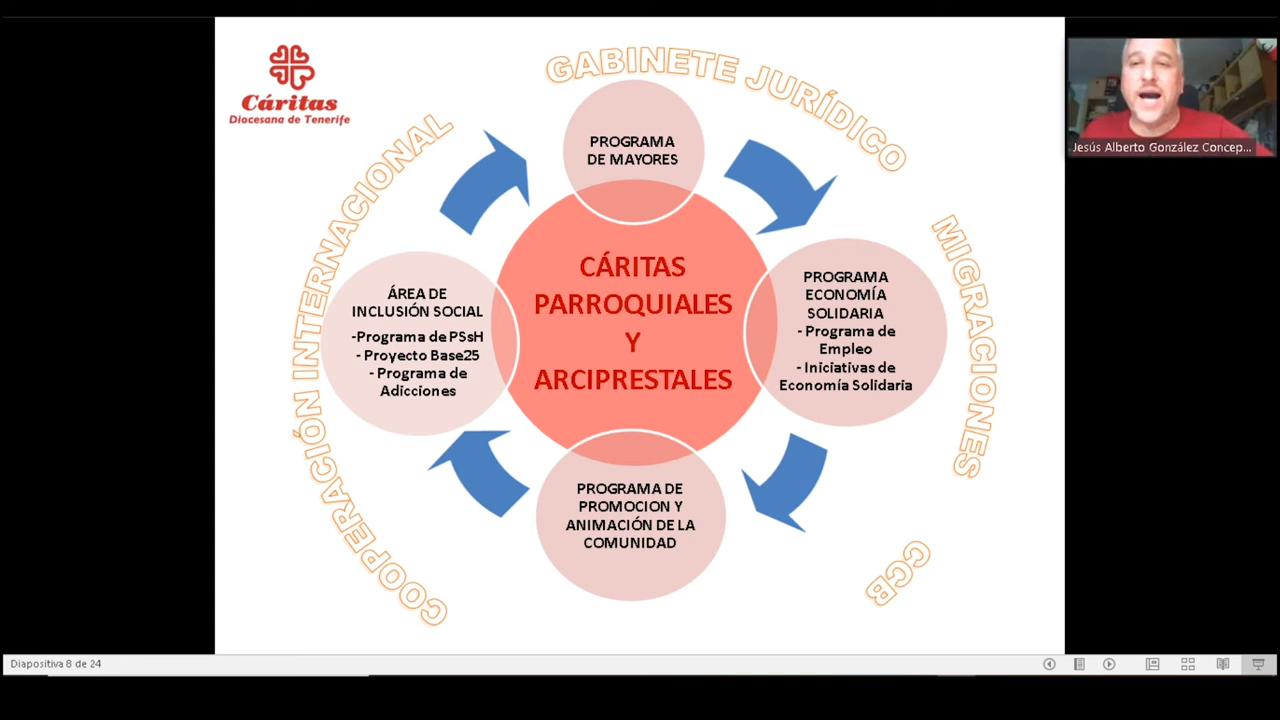 Cáritas
Diocesana de Tenerife
GABINETE JURÍDICO
COOPERACIÓN INTERNACIONAL
MIGRACIONES
CCB
PROGRAMA
DE MAYORES
CÁRITAS
PARROQUIALES
Y
ARCIPRESTALES
ÁREA DE
INCLUSIÓN SOCIAL
-Programa de PSsH
- Proyecto Base25
- Programa de
Adicciones
PROGRAMA
ECONOMÍA
SOLIDARIA
- Programa de
Empleo
- Iniciativas de
Economía Solidaria
PROGRAMA DE
PROMOCION Y
ANIMACIÓN DE LA
COMUNIDAD
Jesús Alberto González Concep...
Diapositiva 8 de 24